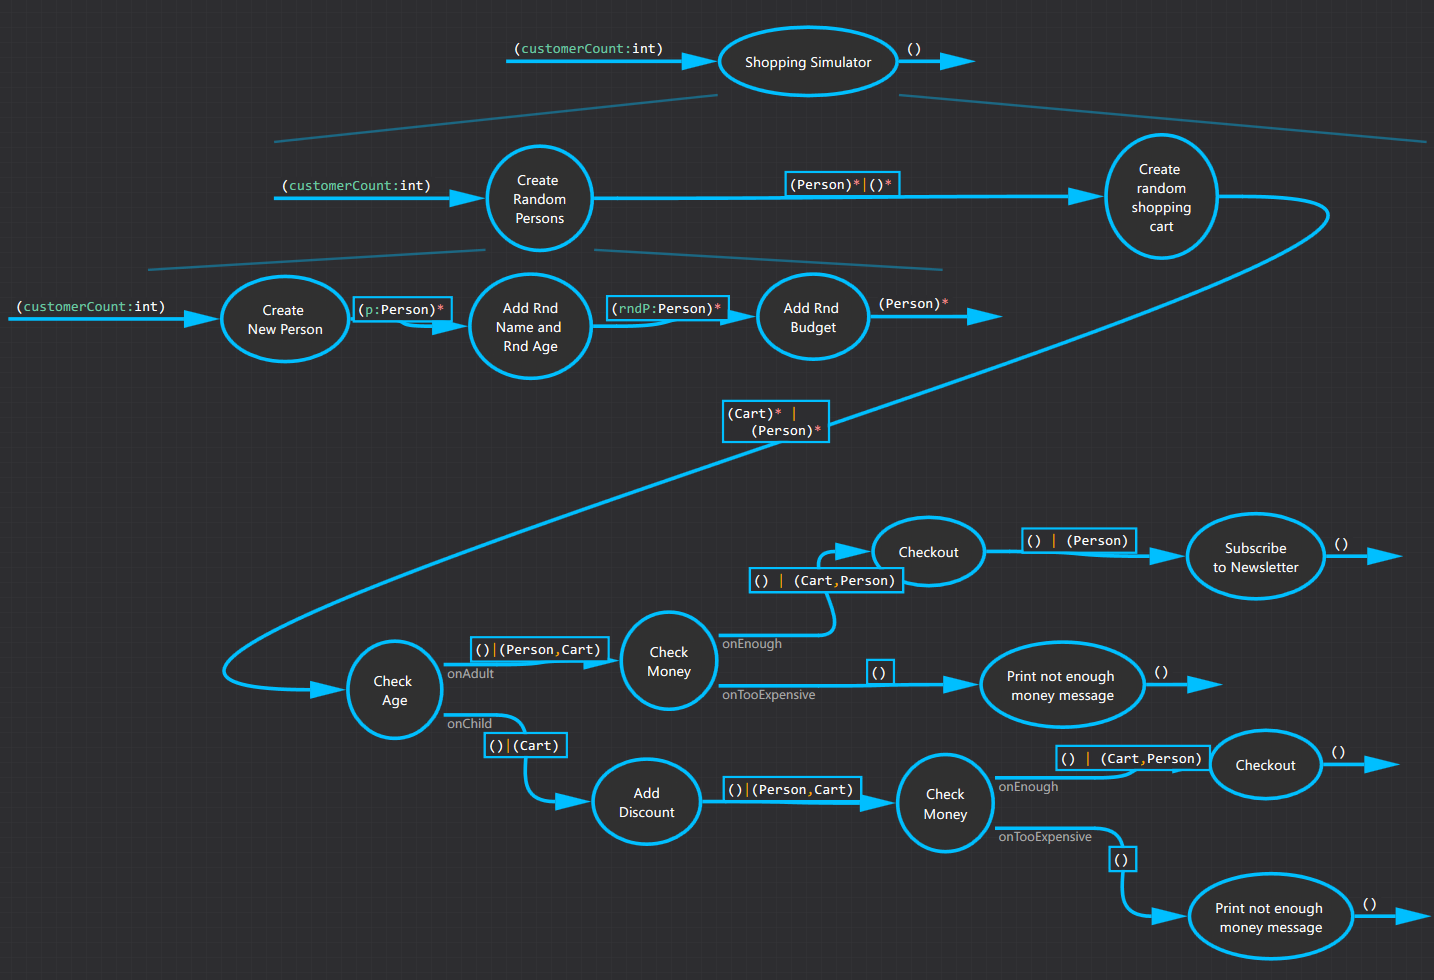 (customerCount:int)
Shopping Simulator
()
(customerCount:int)
Create
Random
Persons
(Person)*|()*
Create
random
shopping
cart
(customerCount:int)
Create
New Person
(p:Person)*
Add Rnd
Name and
Rnd Age
(rndP:Person)*
Add Rnd
Budget
(Person)*
(Cart)* |
(Person)*
Check
Age
onAdult
()|(Person,Cart)
Check
Money
onEnough
() | (Cart,Person)
Checkout
() | (Person)
Subscribe
to Newsletter
()
onTooExpensive
()
Print not enough
money message
()
onChild
()|(Cart)
Add
Discount
()|(Person,Cart)
Check
Money
onEnough
() | (Cart,Person)
Checkout
()
onTooExpensive
()
Print not enough
money message
()